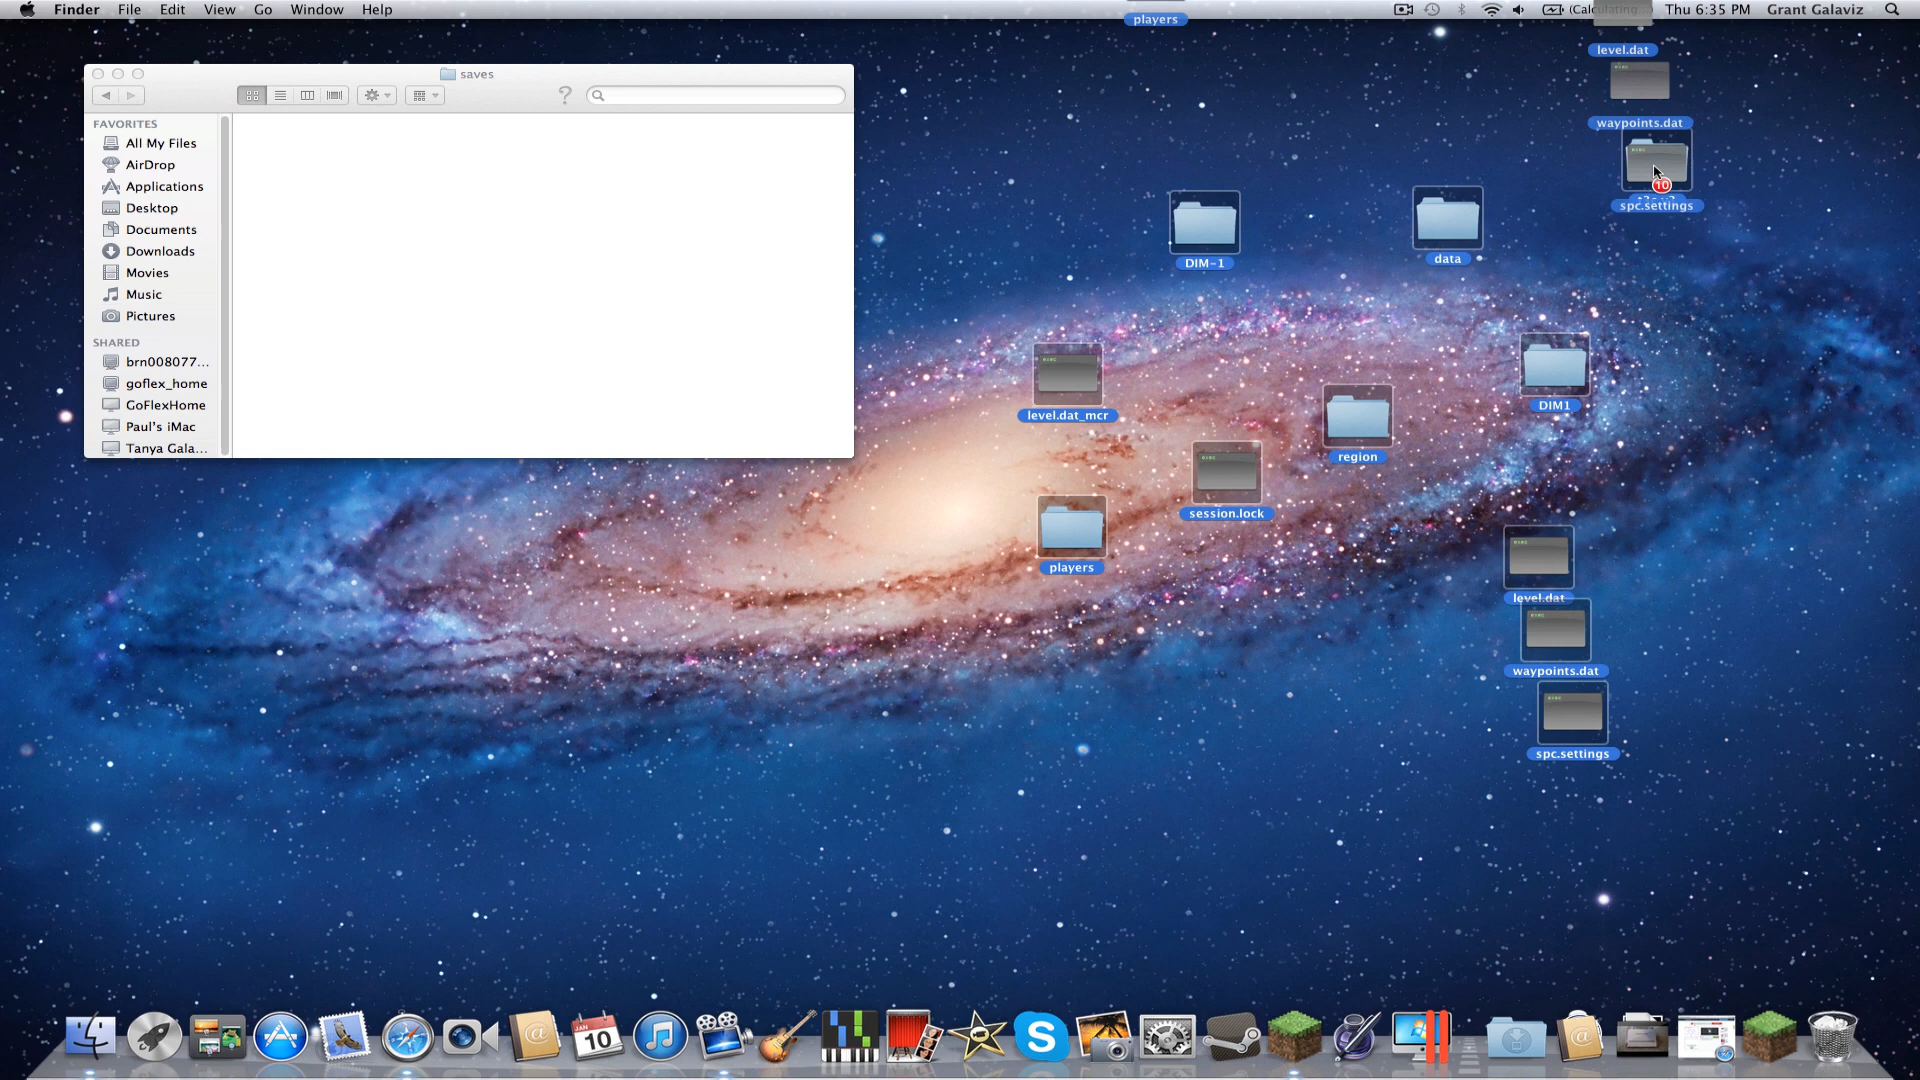 Finder File Edit View Go Window Help
(Calculating... Thu 6:35 PM Grant Galaviz
players
level.dat
waypoints.dat
10
spc.settings
saves
FAVORITES
All My Files
AirDrop
Applications
Desktop
Documents
Downloads
Movies
Music
Pictures
SHARED
brn008077...
goflex_home
GoFlexHome
Paul's iMac
Tanya Gala...
DIM-1
data
level.dat_mcr
DIM1
region
session.lock
players
level.dat
waypoints.dat
spc.settings
JAN
10